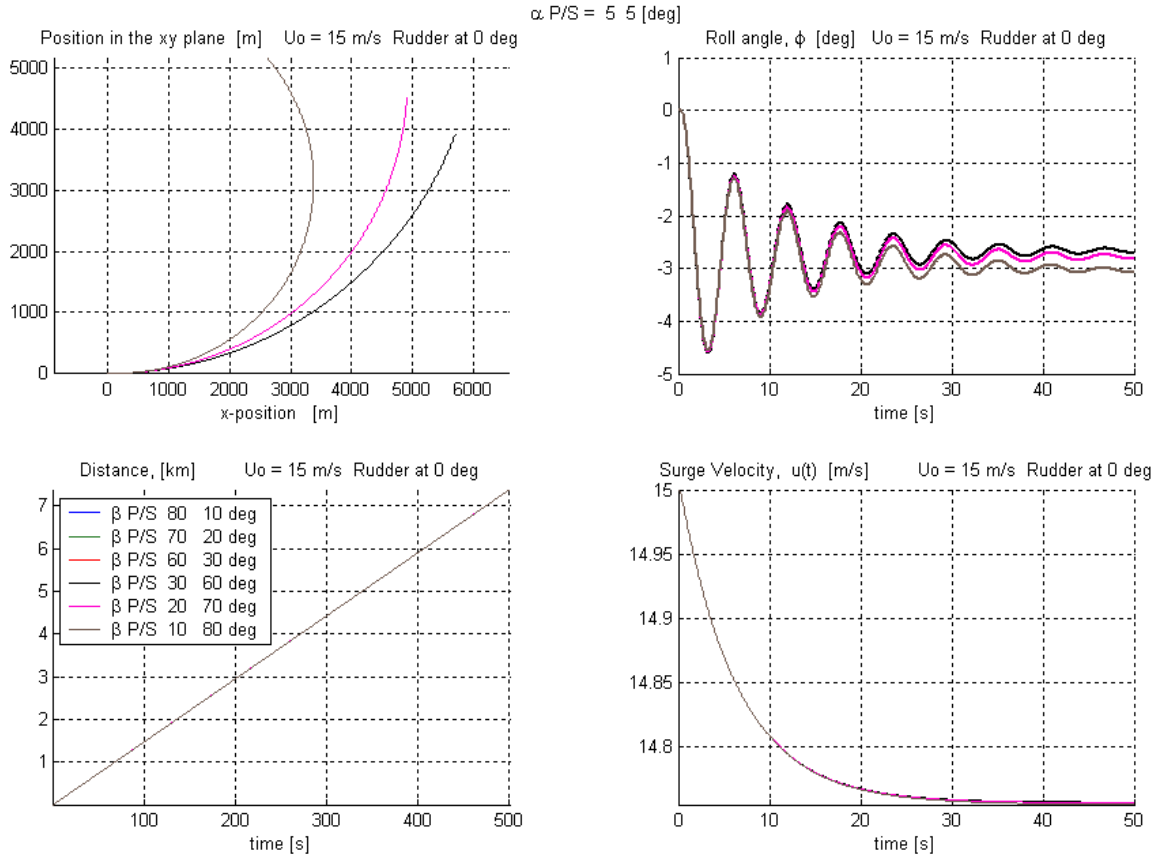 α P/S = 5 5 [deg]
Position in the xy plane [m] Uo = 15 m/s Rudder at 0 deg
5000
4000
3000
2000
1000
0
0 1000 2000 3000 4000 5000 6000
x-position [m]
Roll angle, ϕ [deg] Uo = 15 m/s Rudder at 0 deg
1
0
-1
-2
-3
-4
-5
0 10 20 30 40 50
time [s]
Distance, [km] Uo = 15 m/s Rudder at 0 deg
7
6
5
4
3
2
1
β P/S 80 10 deg
β P/S 70 20 deg
β P/S 60 30 deg
β P/S 30 60 deg
β P/S 20 70 deg
β P/S 10 80 deg
100 200 300 400 500
time [s]
Surge Velocity, u(t) [m/s] Uo = 15 m/s Rudder at 0 deg
15
14.95
14.9
14.85
14.8
0 10 20 30 40 50
time [s]